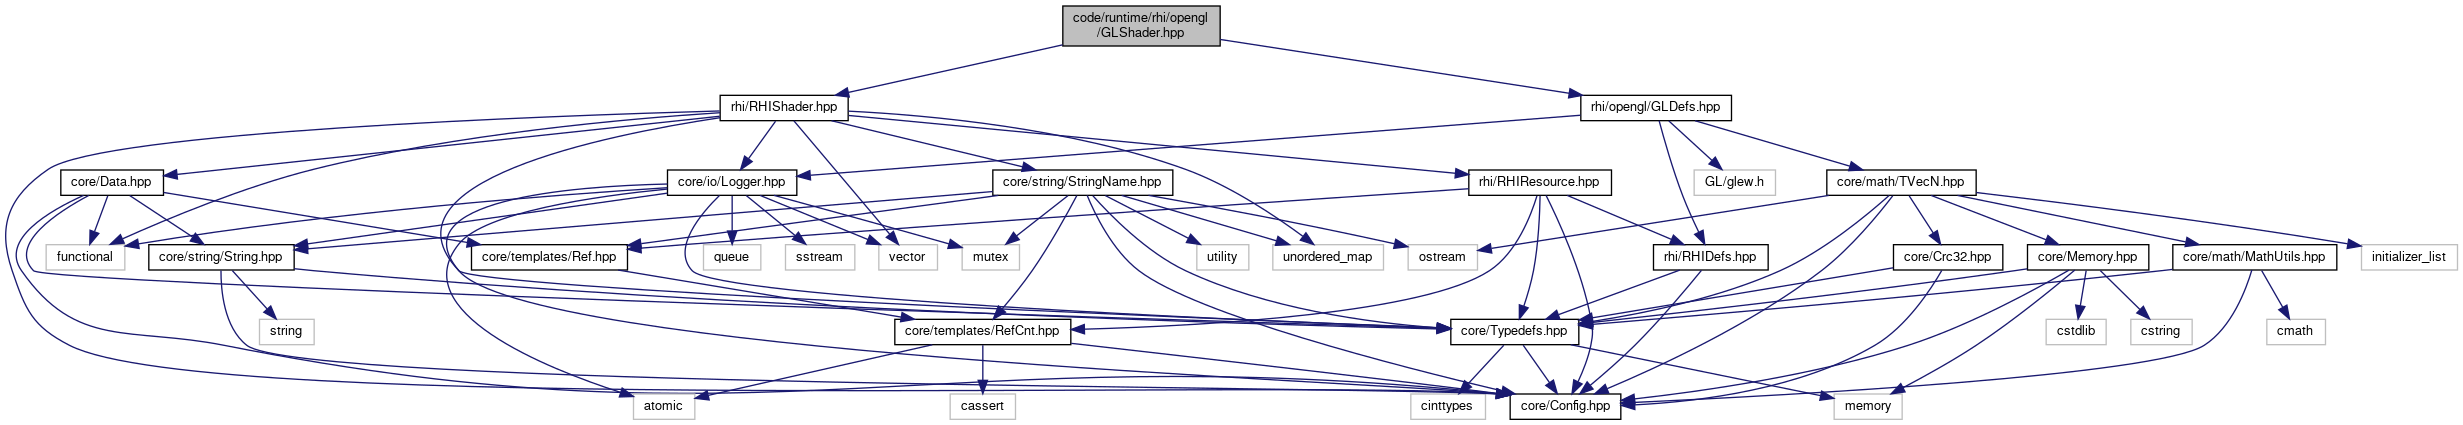 code/runtime/rhi/opengl
/GLShader.hpp
rhi/RHIShader.hpp
rhi/opengl/GLDefs.hpp
core/Data.hpp
core/io/Logger.hpp
core/string/StringName.hpp
rhi/RHIResource.hpp
GL/glew.h
core/math/TVecN.hpp
functional
core/string/String.hpp
core/templates/Ref.hpp
queue
sstream
vector
mutex
utility
unordered_map
ostream
rhi/RHIDefs.hpp
core/Crc32.hpp
core/Memory.hpp
core/math/MathUtils.hpp
initializer_list
string
core/templates/RefCnt.hpp
core/Typedefs.hpp
cstdlib
cstring
cmath
atomic
cassert
cinttypes
core/Config.hpp
memory